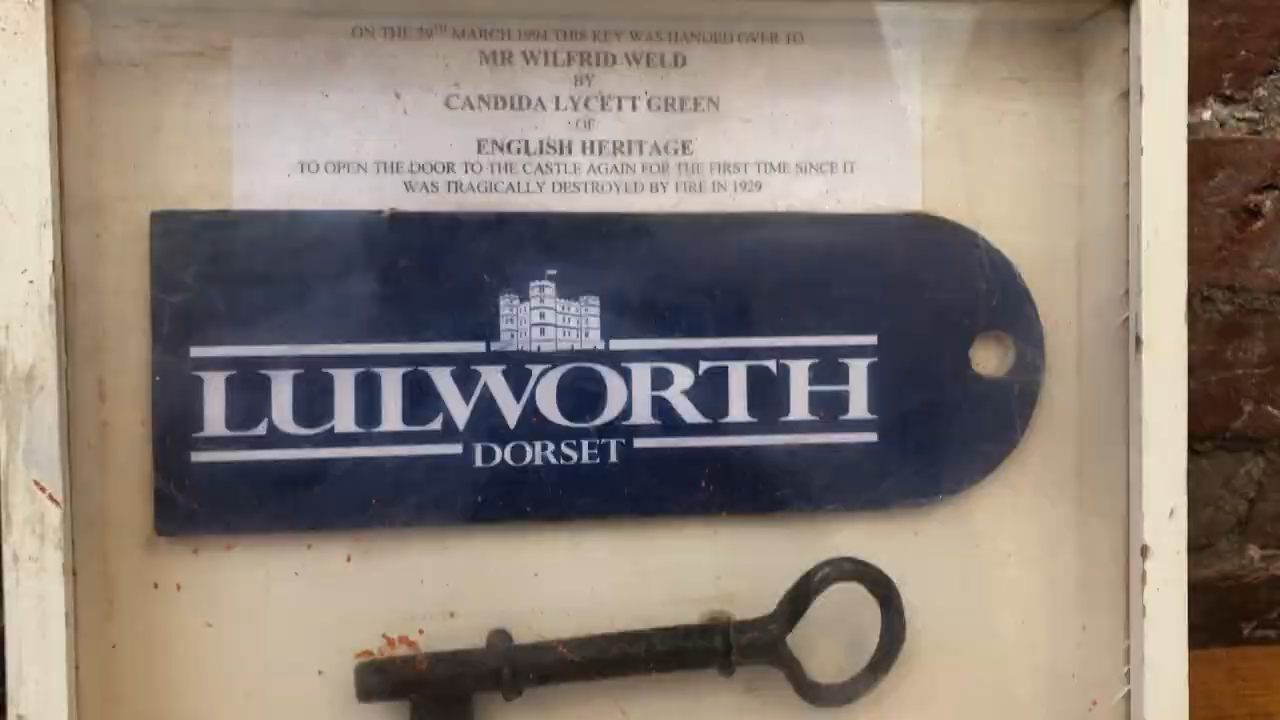 ON THE 29TH MARCH 1994 THIS KEY WAS HANDED OVER TO
MR WILFRID WELD
BY
CANDIDA LYCETT GREEN
OF
ENGLISH HERITAGE
TO OPEN THE DOOR TO THE CASTLE AGAIN FOR THE FIRST TIME SINCE IT
WAS TRAGICALLY DESTROYED BY FIRE IN 1929
LULWORTH
DORSET